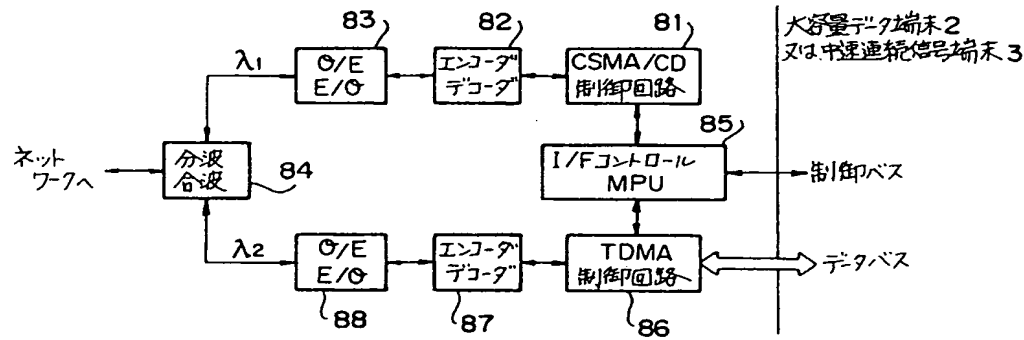 83
82
81
大容量データ端末2
又は中速連続信号端末3
λ1
O/E
E/O
エンコーダ
デコーダ
CSMA/CD
制御回路
85
ネット
ワークへ
分波
合波
84
I/Fコントロール
MPU
制御バス
λ2
O/E
E/O
エンコーダ
デコーダ
TDMA
制御回路
データバス
88
87
86